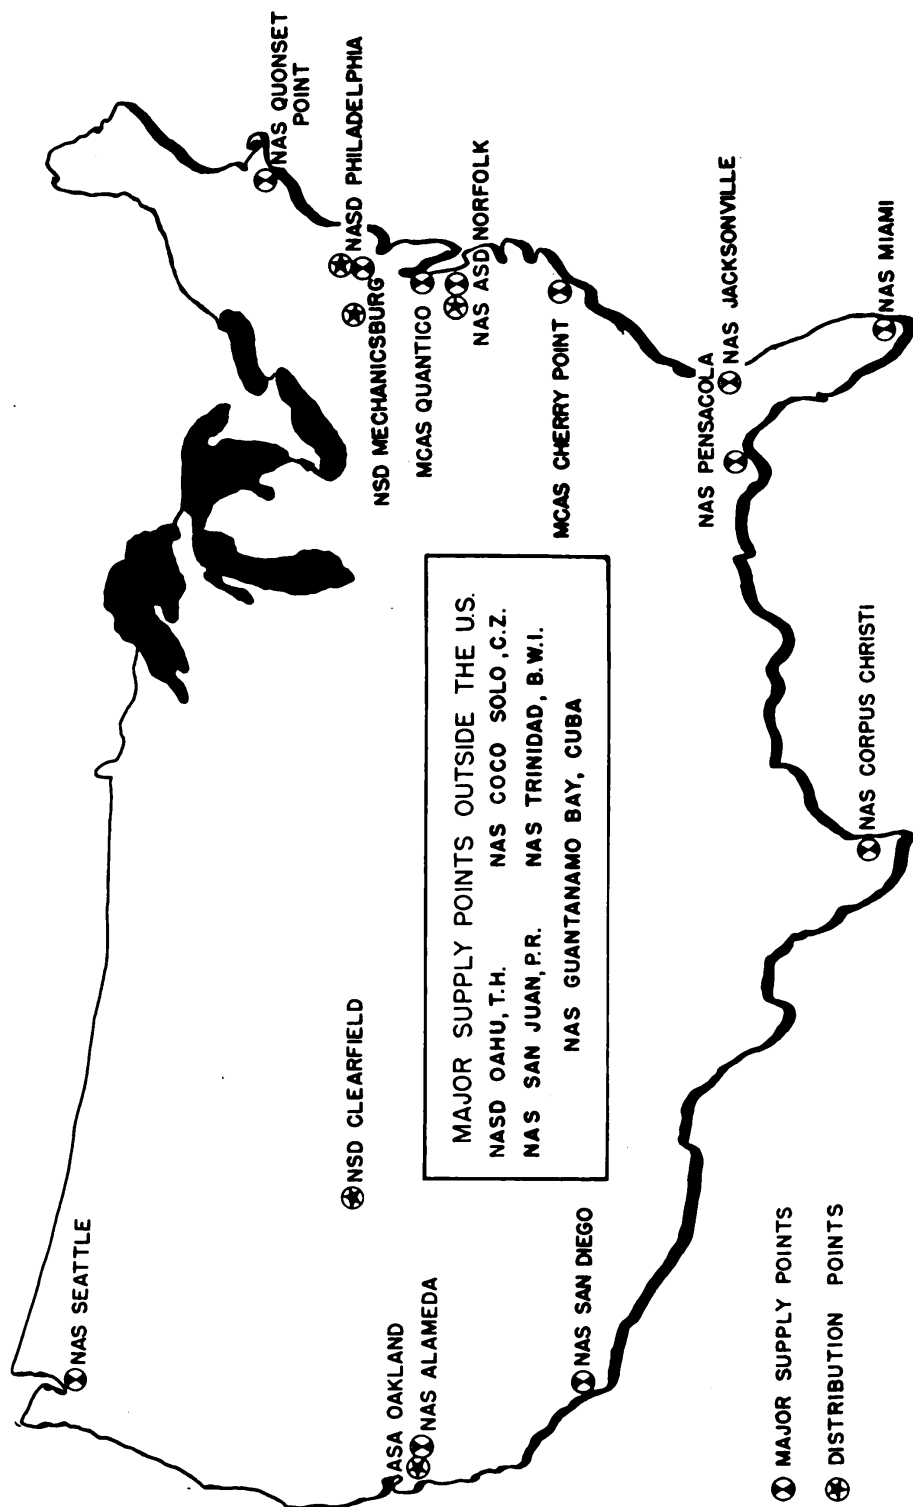 NAS SEATTLE
NAS QUONSET
POINT
NASD PHILADELPHIA
NSD CLEARFIELD
NSD MECHANICSBURG
ASA OAKLAND
NAS ALAMEDA
MCAS QUANTICO
NAS ASD NORFOLK
MAJOR SUPPLY POINTS OUTSIDE THE U.S.
NASD OAHU, T.H. NAS COCO SOLO, C.Z.
NAS SAN JUAN, P.R. NAS TRINIDAD, B.W.I.
NAS GUANTANAMO BAY, CUBA
MCAS CHERRY POINT
NAS SAN DIEGO
NAS PENSACOLA
NAS JACKSONVILLE
NAS CORPUS CHRISTI
NAS MIAMI
MAJOR SUPPLY POINTS
DISTRIBUTION POINTS